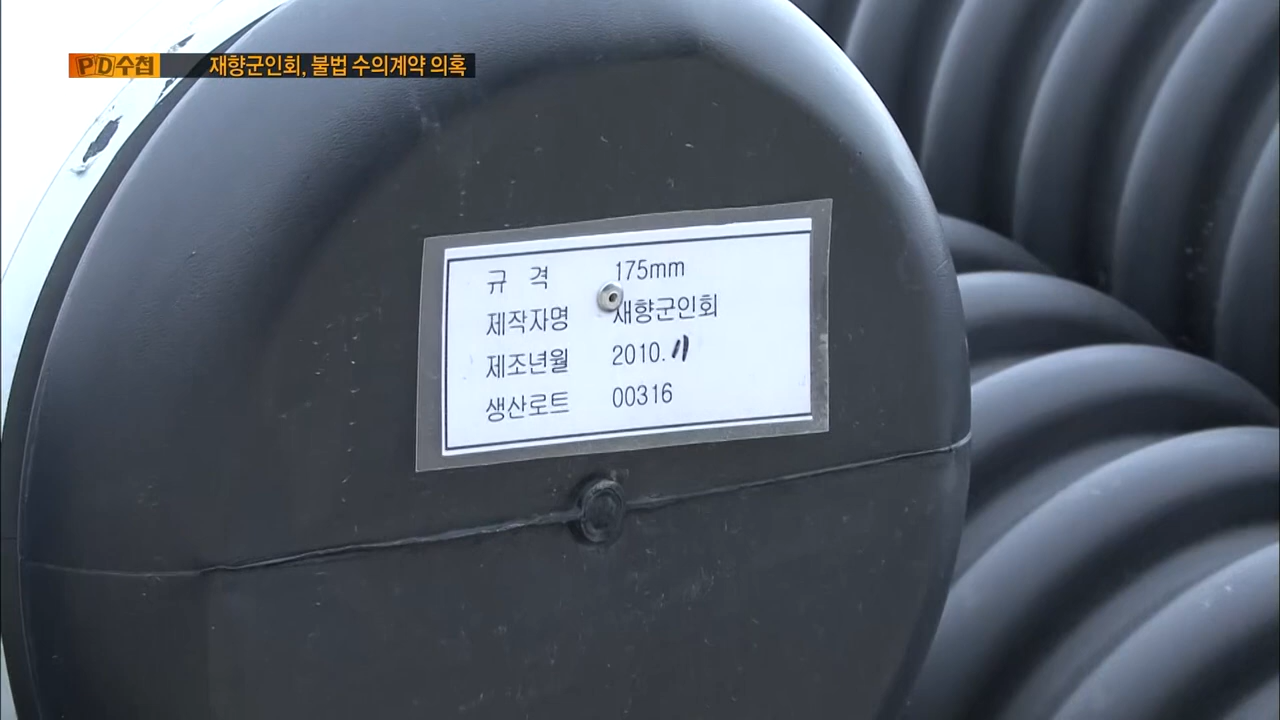 PD수첩 재향군인회, 불법 수의계약 의혹
규 격 175mm
제작자명 재향군인회
제조년월 2010. 11
생산로트 00316